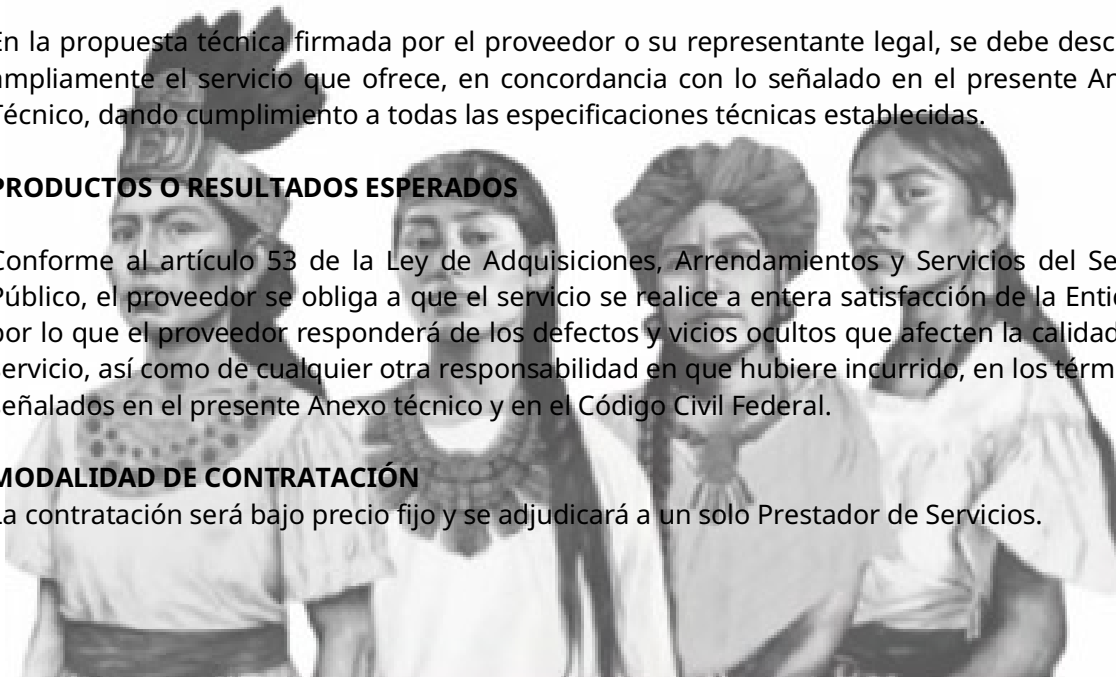 En la propuesta técnica firmada por el proveedor o su representante legal, se debe desc
ampliamente el servicio que ofrece, en concordancia con lo señalado en el presente An
Técnico, dando cumplimiento a todas las especificaciones técnicas establecidas.
PRODUCTOS O RESULTADOS ESPERADOS
Conforme al artículo 53 de la Ley de Adquisiciones, Arrendamientos y Servicios del Se
Público, el proveedor se obliga a que el servicio se realice a entera satisfacción de la Enti
por lo que el proveedor responderá de los defectos y vicios ocultos que afecten la calidad
servicio, así como de cualquier otra responsabilidad en que hubiere incurrido, en los térm
señalados en el presente Anexo técnico y en el Código Civil Federal.
MODALIDAD DE CONTRATACIÓN
La contratación será bajo precio fijo y se adjudicará a un solo Prestador de Servicios.